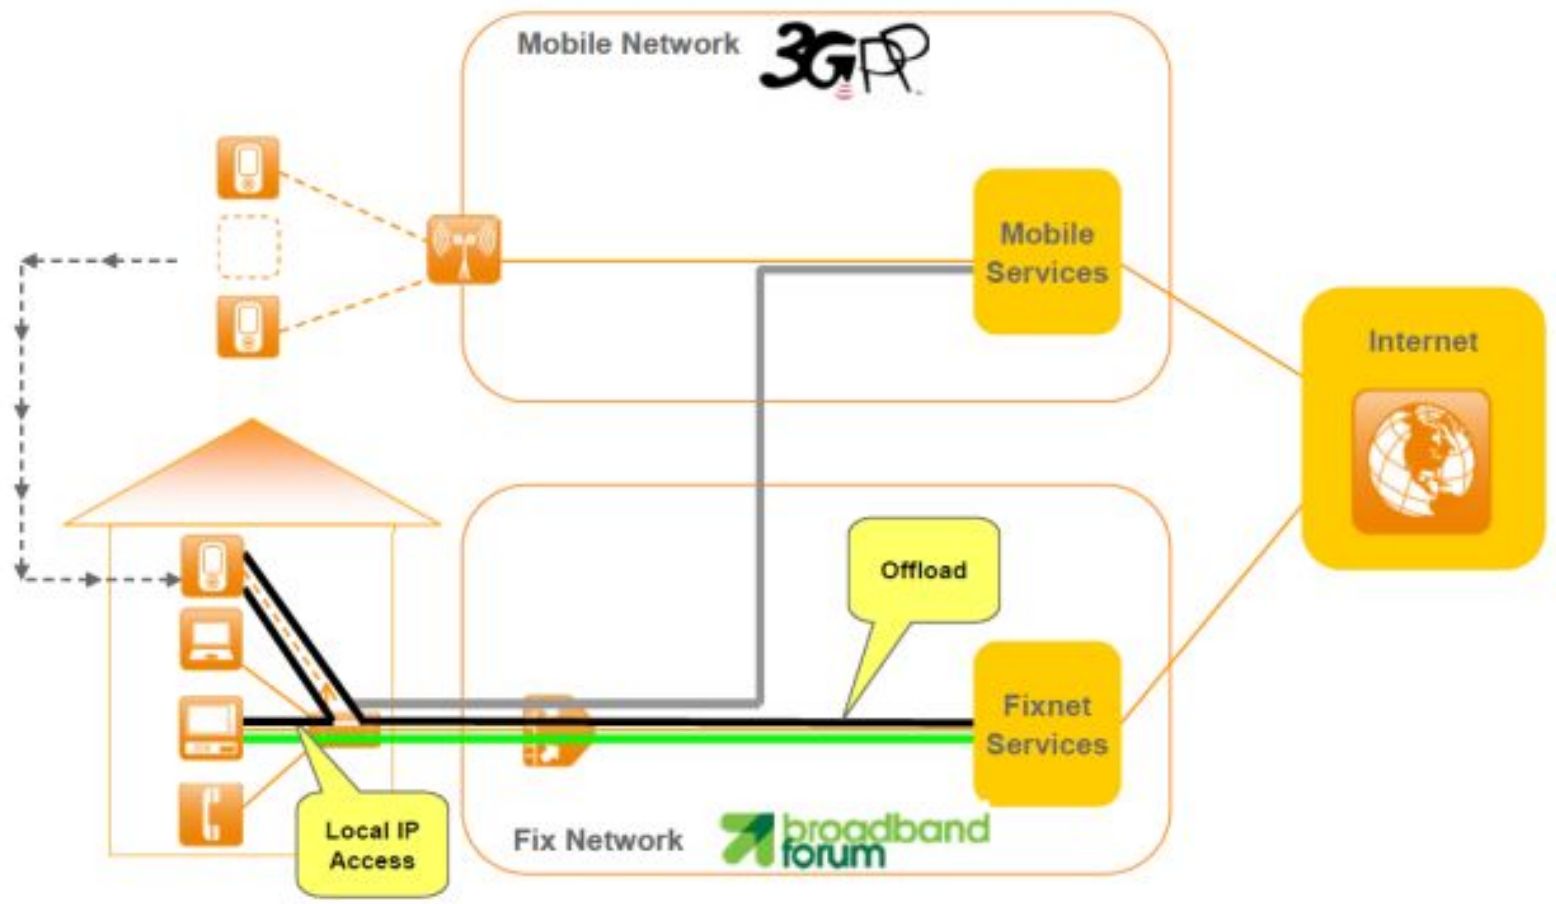 Mobile Network
3GPP
Mobile
Services
Internet
Offload
Fixnet
Services
Local IP
Access
Fix Network
broadband
forum